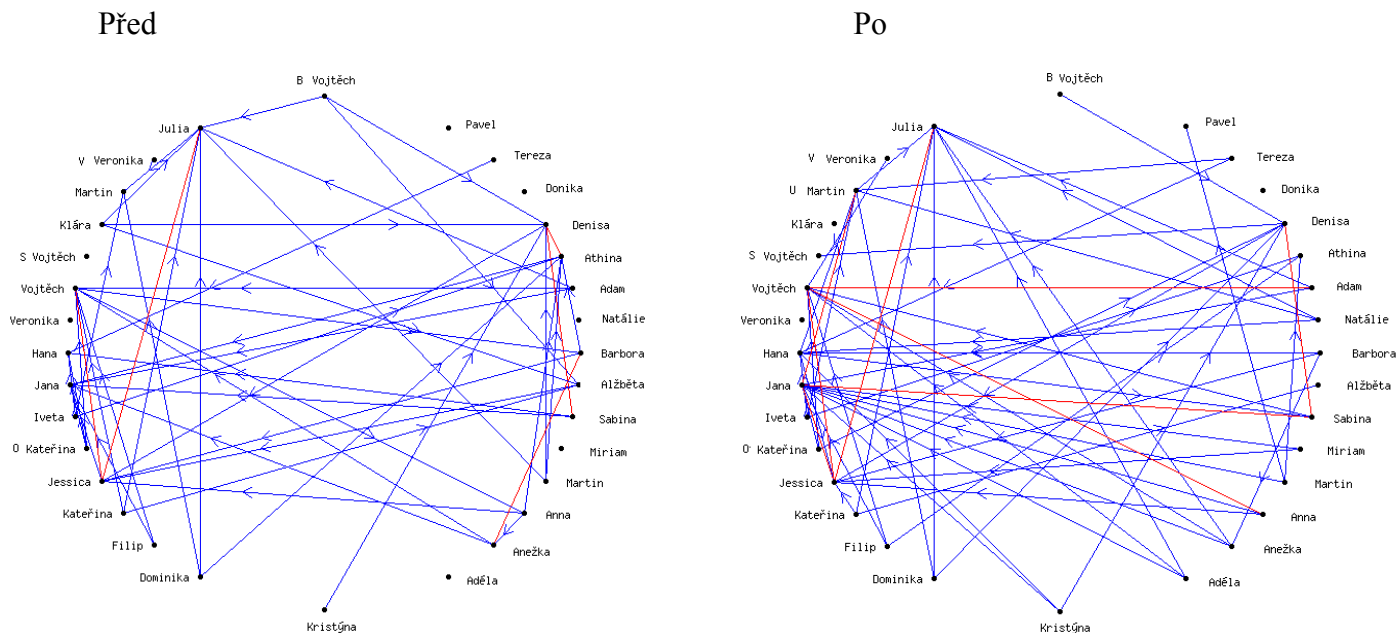 Před
B Vojtěch
Julia
Pavel
V Veronika
Tereza
Martin
Donika
Klára
Denisa
S Vojtěch
Athina
Vojtěch
Adam
Veronika
Natálie
Hana
Barbora
Jana
Alžběta
Iveta
Sabina
O Kateřina
Miriam
Jessica
Martin
Kateřina
Anna
Filip
Anežka
Dominika
Adéla
Kristýna
Po
B Vojtěch
Julia
Pavel
V Veronika
Tereza
U Martin
Donika
Klára
Denisa
S Vojtěch
Athina
Vojtěch
Adam
Veronika
Natálie
Hana
Barbora
Jana
Alžběta
Iveta
Sabina
O Kateřina
Miriam
Jessica
Martin
Kateřina
Anna
Filip
Anežka
Dominika
Adéla
Kristýna